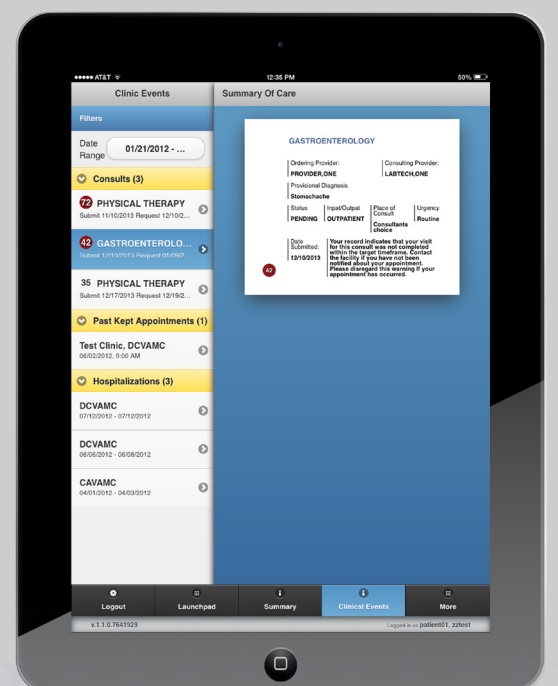 AT&T
12:35 PM
50%
Clinic Events
Summary Of Care
Filters
Date Range
01/21/2012 - ...
Consults (3)
72 PHYSICAL THERAPY
Submit 11/10/2013 Request 12/10/2...
42 GASTROENTEROLO...
Submit 12/10/2013 Request 01/09/2...
35 PHYSICAL THERAPY
Submit 12/17/2013 Request 12/19/2...
Past Kept Appointments (1)
Test Clinic, DCVAMC
06/02/2012, 9:00 AM
Hospitalizations (3)
DCVAMC
07/12/2012 - 07/12/2012
DCVAMC
06/06/2012 - 06/08/2012
CAVAMC
04/01/2012 - 04/03/2012
GASTROENTEROLOGY
Ordering Provider:
PROVIDER,ONE
Consulting Provider:
LABTECH,ONE
Provisional Diagnosis
Stomachache
Status
PENDING
Inpat/Outpat
OUTPATIENT
Place of
Consult
Consultants
choice
Urgency
Routine
Date
Submitted:
12/10/2013
42
Your record indicates that your visit
for this consult was not completed
within the target timeframe. Contact
the facility if you have not been
notified about your appointment.
Please disregard this warning if your
appointment has occurred.
Logout
Launchpad
Summary
Clinical Events
More
v.1.1.0.7641929
Logged in as patient01, zztest